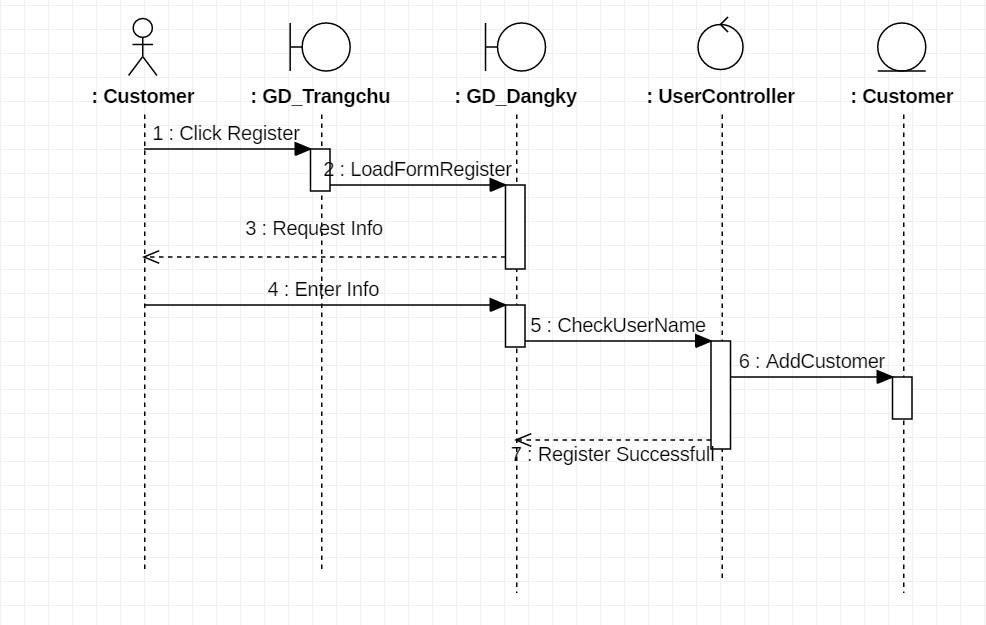 : Customer
: GD_Trangchu
: GD_Dangky
: UserController
: Customer
1 : Click Register
2 : LoadFormRegister
3 : Request Info
4 : Enter Info
5 : CheckUserName
6 : AddCustomer
7 : Register Successfull